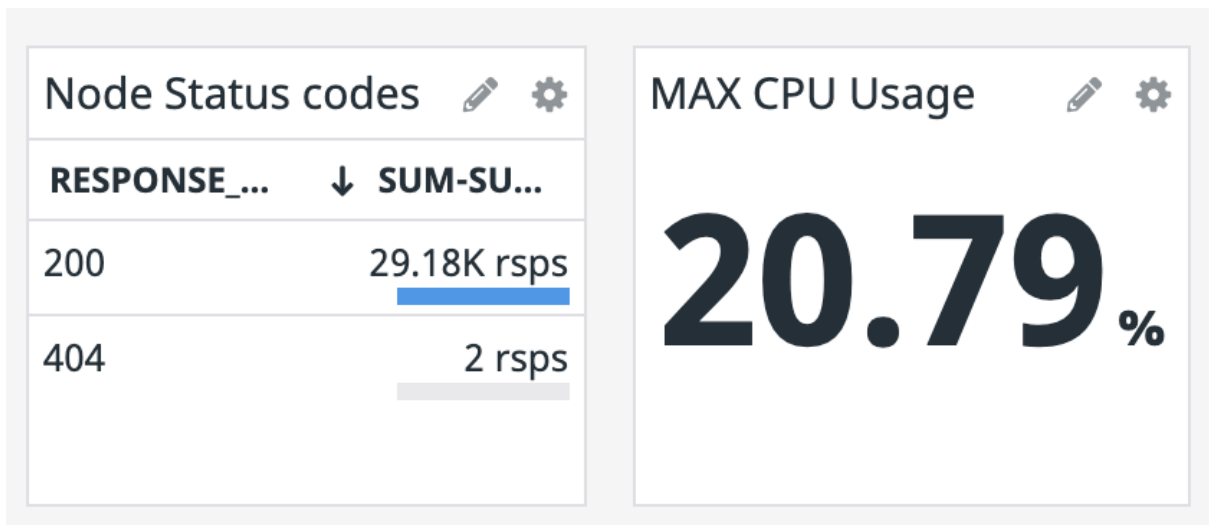 Node Status codes
RESPONSE_... ↓ SUM-SU...
200 29.18K rsps
404 2 rsps
MAX CPU Usage
20.79 %